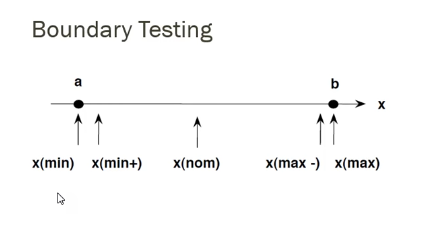 Boundary Testing
a
b
x
x(min) x(min+) x(nom) x(max -) x(max)